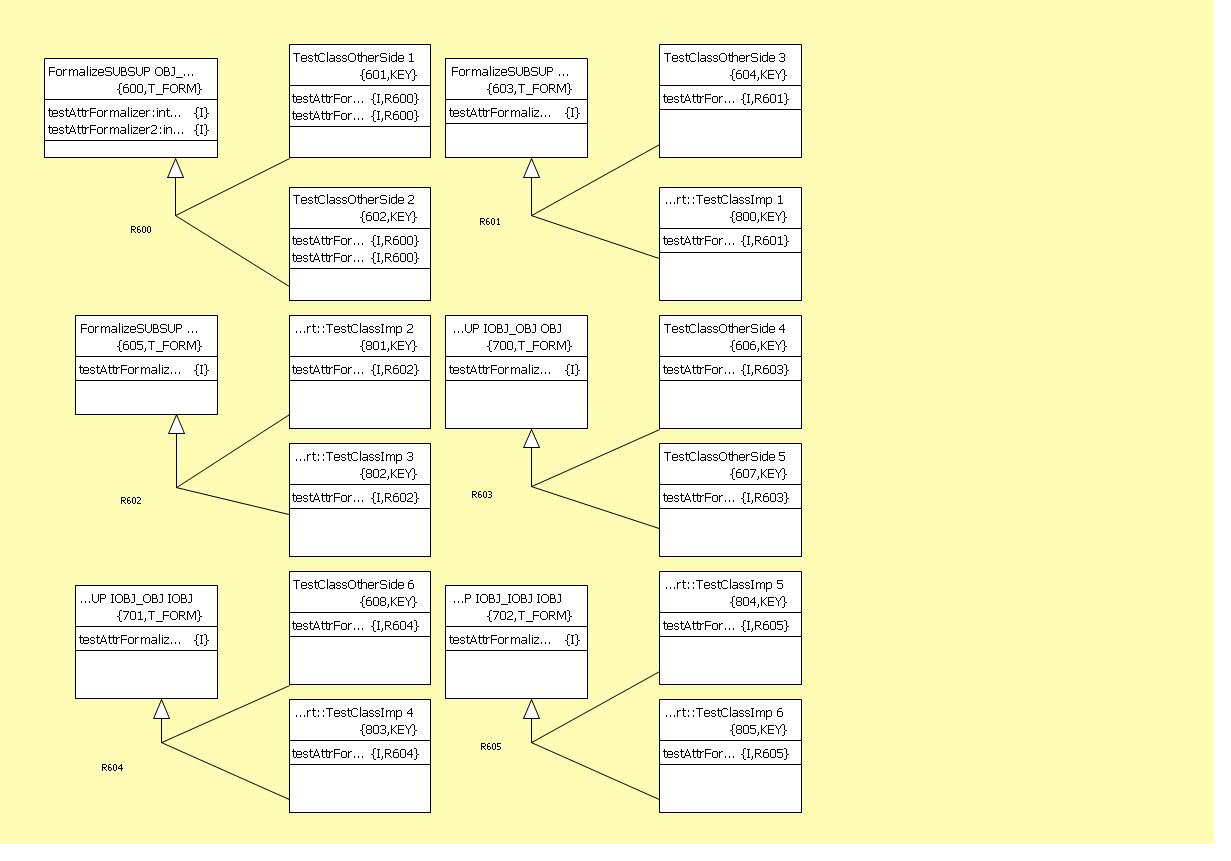 FormalizeSUBSUP OBJ_...
{600,T_FORM}
testAttrFormalizer:int... {I}
testAttrFormalizer2:in... {I}
TestClassOtherSide 1
{601,KEY}
testAttrFor... {I,R600}
testAttrFor... {I,R600}
TestClassOtherSide 2
{602,KEY}
testAttrFor... {I,R600}
testAttrFor... {I,R600}
R600
FormalizeSUBSUP ...
{603,T_FORM}
testAttrFormaliz... {I}
TestClassOtherSide 3
{604,KEY}
testAttrFor... {I,R601}
...rt::TestClassImp 1
{800,KEY}
testAttrFor... {I,R601}
R601
FormalizeSUBSUP ...
{605,T_FORM}
testAttrFormaliz... {I}
...rt::TestClassImp 2
{801,KEY}
testAttrFor... {I,R602}
...rt::TestClassImp 3
{802,KEY}
testAttrFor... {I,R602}
R602
...UP IOBJ_OBJ OBJ
{700,T_FORM}
testAttrFormaliz... {I}
TestClassOtherSide 4
{606,KEY}
testAttrFor... {I,R603}
TestClassOtherSide 5
{607,KEY}
testAttrFor... {I,R603}
R603
...UP IOBJ_OBJ IOBJ
{701,T_FORM}
testAttrFormaliz... {I}
TestClassOtherSide 6
{608,KEY}
testAttrFor... {I,R604}
...rt::TestClassImp 4
{803,KEY}
testAttrFor... {I,R604}
R604
...P IOBJ_IOBJ IOBJ
{702,T_FORM}
testAttrFormaliz... {I}
...rt::TestClassImp 5
{804,KEY}
testAttrFor... {I,R605}
...rt::TestClassImp 6
{805,KEY}
testAttrFor... {I,R605}
R605